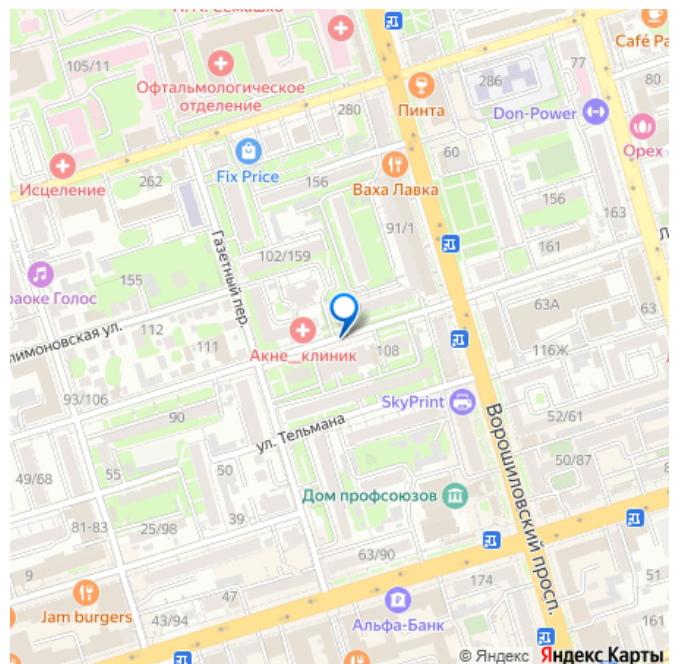 Н. А. Семашко
105/11
Офтальмологическое
отделение
280
Пинта
286
77
Café Pa
80
Don-Power
Орех
Исцеление
262
Fix Price
156
Ваха Лавка
60
156
163
91/1
161
102/159
Газетный пер.
155
раоке Голос
лимоновская ул.
112
111
Акне_клиник
108
63А
63
116Ж
93/106
90
SkyPrint
52/61
ул. Тельмана
Ворошиловский просп.
49/68
55
50
50/87
8
Дом профсоюзов
81-83
25/98
39
63/90
9
174
51
Jam burgers
43/94
47
Альфа-Банк
161
© Яндекс Яндекс Карты